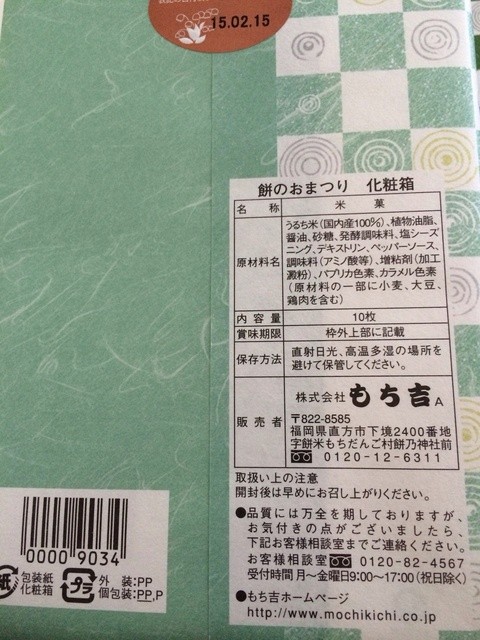 15.02.15
餅のおまつり 化粧箱
名称 米菓
原材料名 うるち米(国内産100%)、植物油脂、
醤油、砂糖、発酵調味料、塩シーズ
ニング、デキストリン、ペッパーソース、
調味料(アミノ酸等)、増粘剤(加工
澱粉)、パプリカ色素、カラメル色素
(原材料の一部に小麦、大豆、
鶏肉を含む)
内容量 10枚
賞味期限 枠外上部に記載
保存方法 直射日光、高温多湿の場所を
避けて保管してください。
販売者 株式会社 もち吉 A
〒822-8585
福岡県直方市下境2400番地
字餅米もちだんご村餅乃神社前
0120-12-6311
取扱い上の注意
開封後は早めにお召し上がりください。
●品質には万全を期しておりますが、
お気付きの点がございましたら、
下記お客様相談室までご連絡ください。
お客様相談室 0120-82-4567
受付時間 月〜金曜日9:00〜17:00(祝日除く)
●もち吉ホームページ
http://www.mochikichi.co.jp
0000 9034
紙 包装紙
化粧箱
プラ 外装:PP
個包装:PP,P